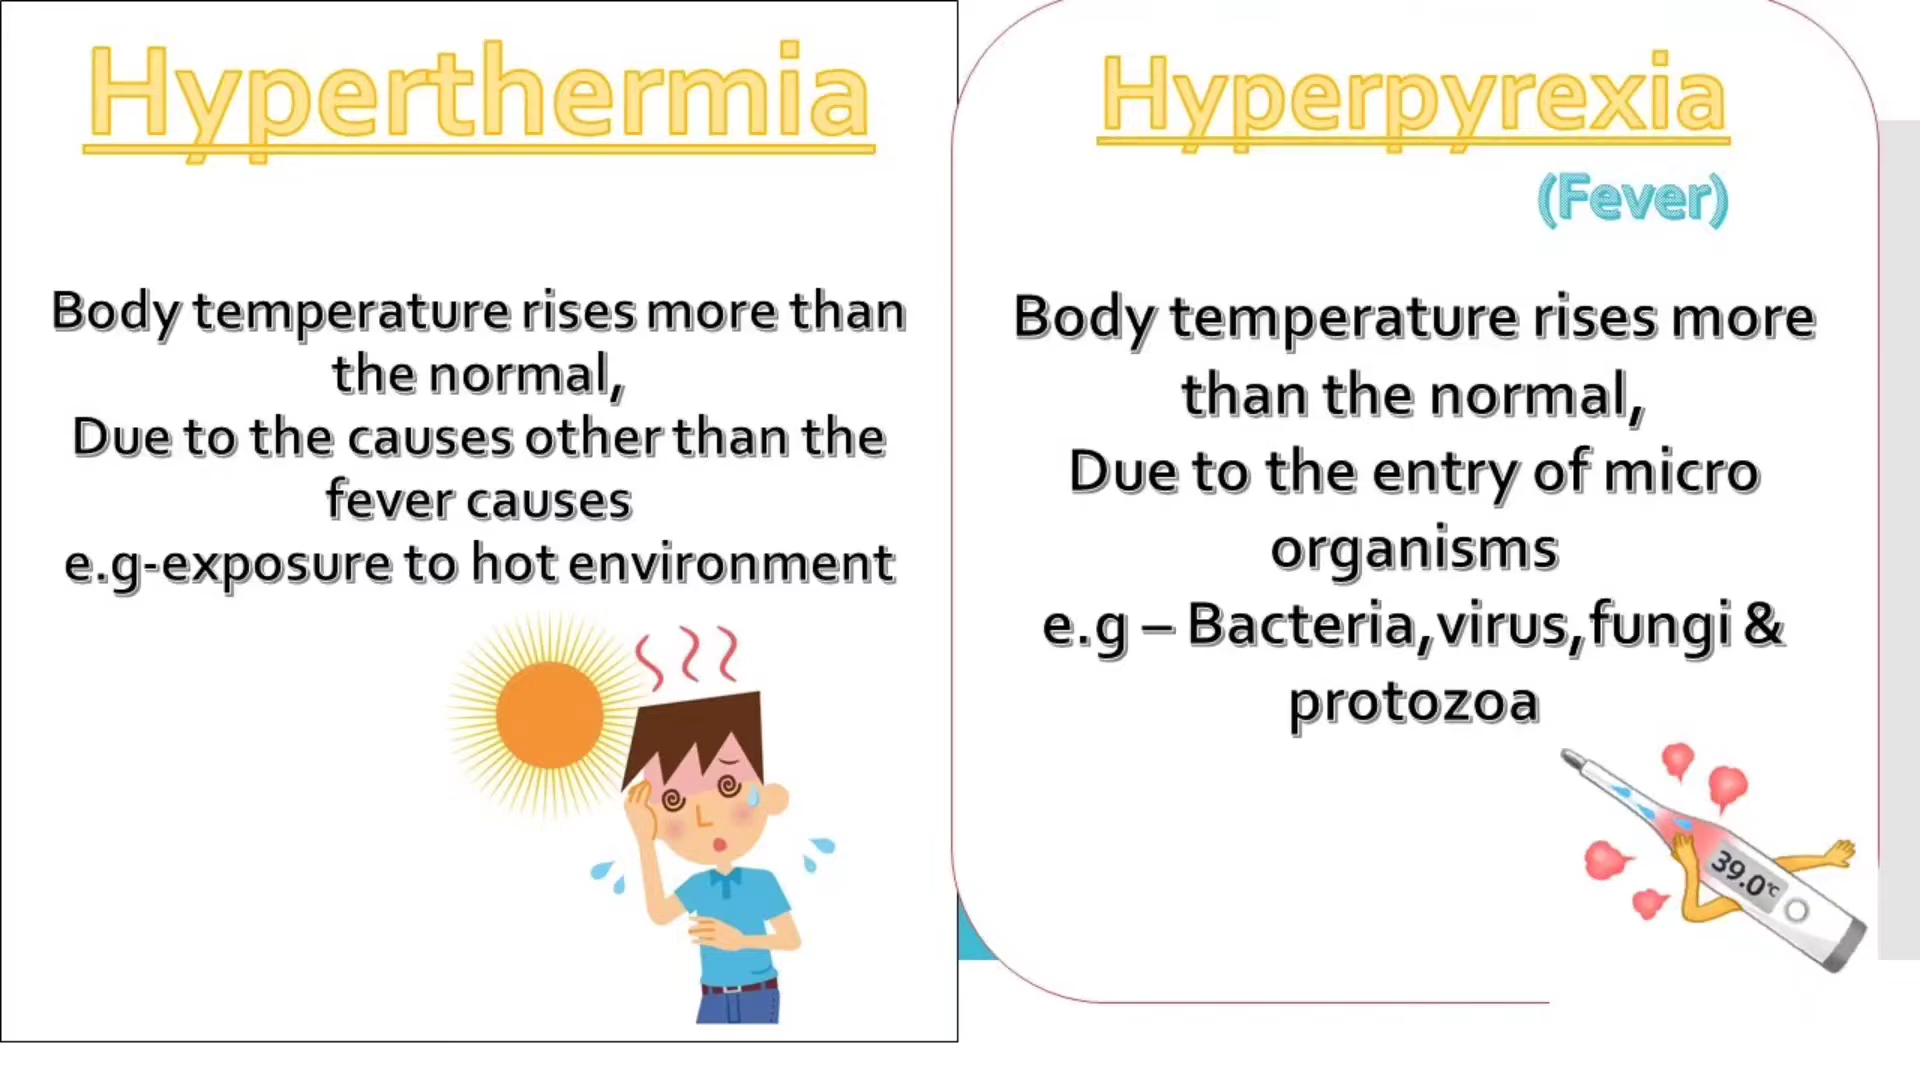 Hyperthermia
Body temperature rises more than
the normal,
Due to the causes other than the
fever causes
e.g-exposure to hot environment
Hyperpyrexia
(Fever)
Body temperature rises more
than the normal,
Due to the entry of micro
organisms
e.g – Bacteria,virus,fungi &
protozoa
39.0℃